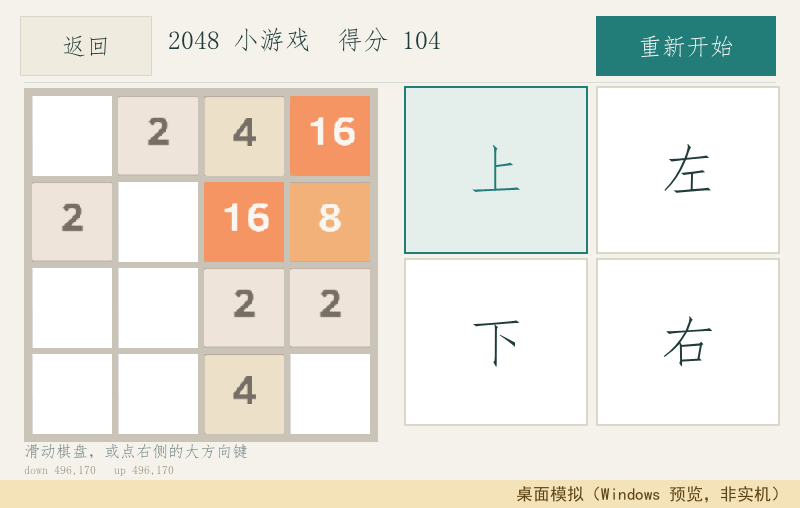 返回
2048 小游戏 得分 104
重新开始
2 4 16
2 16 8
2 2
4
上 左
下 右
滑动棋盘，或点右侧的大方向键
down 496,170 up 496,170
桌面模拟（Windows 预览，非实机）